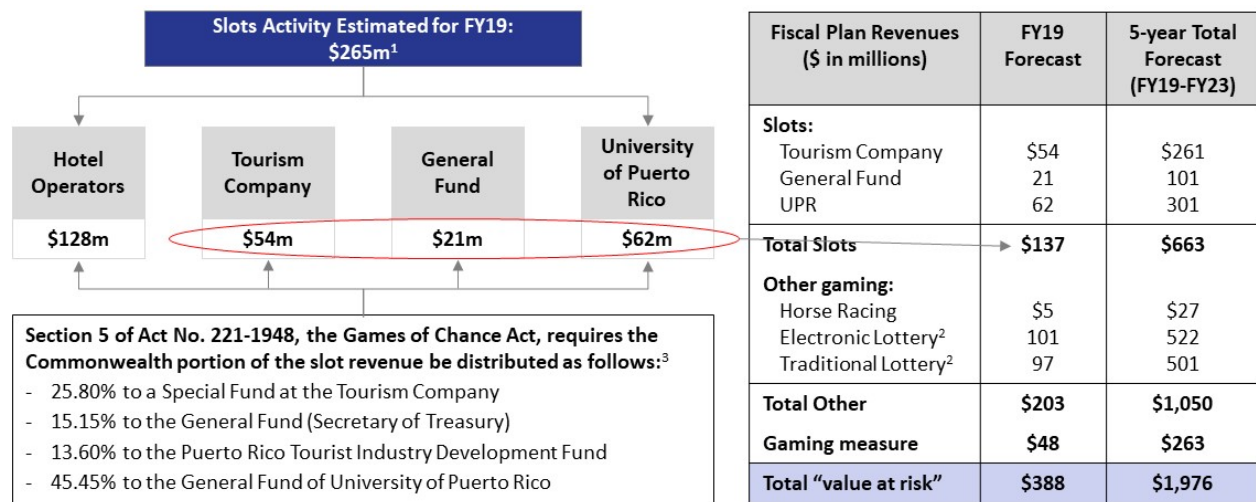 Slots Activity Estimated for FY19:
$265m¹
Hotel
Operators
$128m
Tourism
Company
$54m
General
Fund
$21m
University
of Puerto
Rico
$62m
Section 5 of Act No. 221-1948, the Games of Chance Act, requires the
Commonwealth portion of the slot revenue be distributed as follows:³
- 25.80% to a Special Fund at the Tourism Company
- 15.15% to the General Fund (Secretary of Treasury)
- 13.60% to the Puerto Rico Tourist Industry Development Fund
- 45.45% to the General Fund of University of Puerto Rico
Fiscal Plan Revenues
($ in millions)
FY19
Forecast
5-year Total
Forecast
(FY19-FY23)
Slots:
Tourism Company $54 $261
General Fund 21 101
UPR 62 301
Total Slots $137 $663
Other gaming:
Horse Racing $5 $27
Electronic Lottery² 101 522
Traditional Lottery² 97 501
Total Other $203 $1,050
Gaming measure $48 $263
Total “value at risk” $388 $1,976